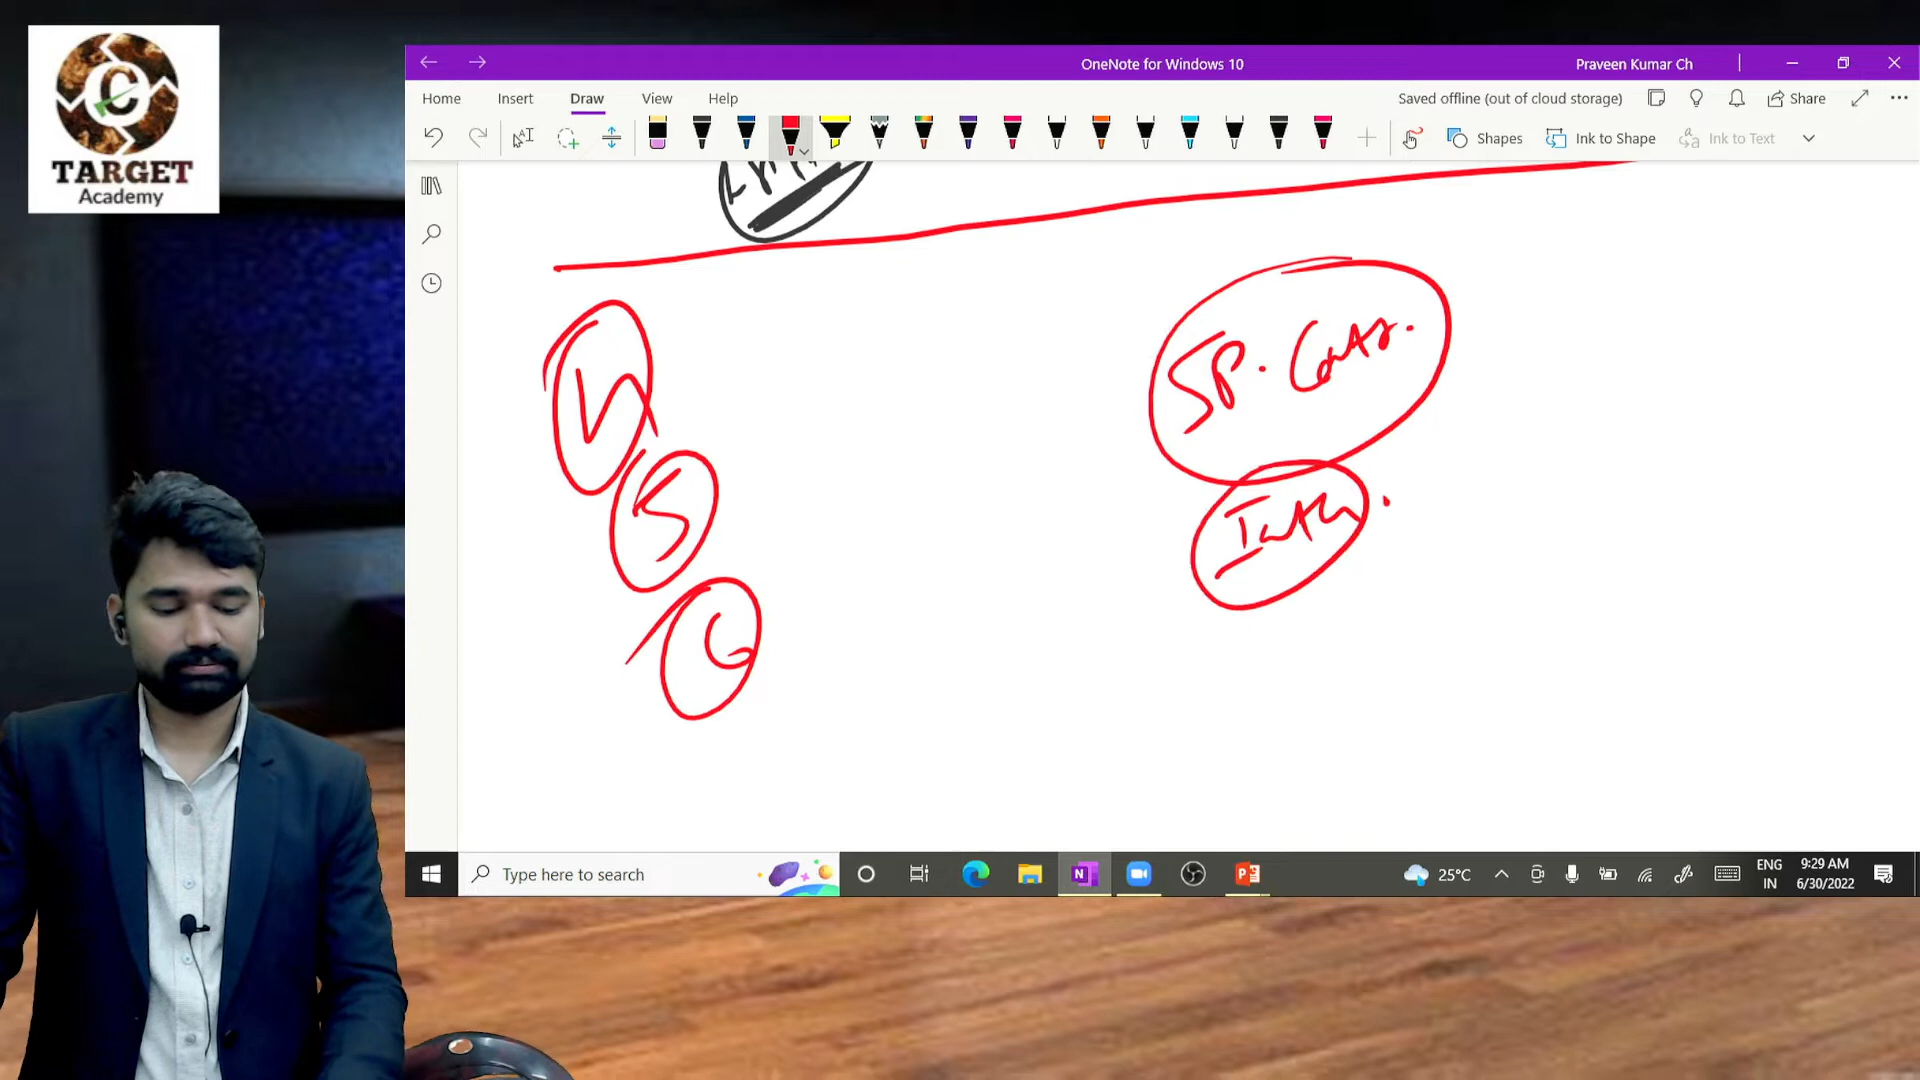 TARGET
Academy
OneNote for Windows 10
Praveen Kumar Ch
Home Insert Draw View Help
Saved offline (out of cloud storage)
Share
Shapes
Ink to Shape
Ink to Text
SP.
S
Type here to search
25°C
ENG
IN
9:29 AM
6/30/2022